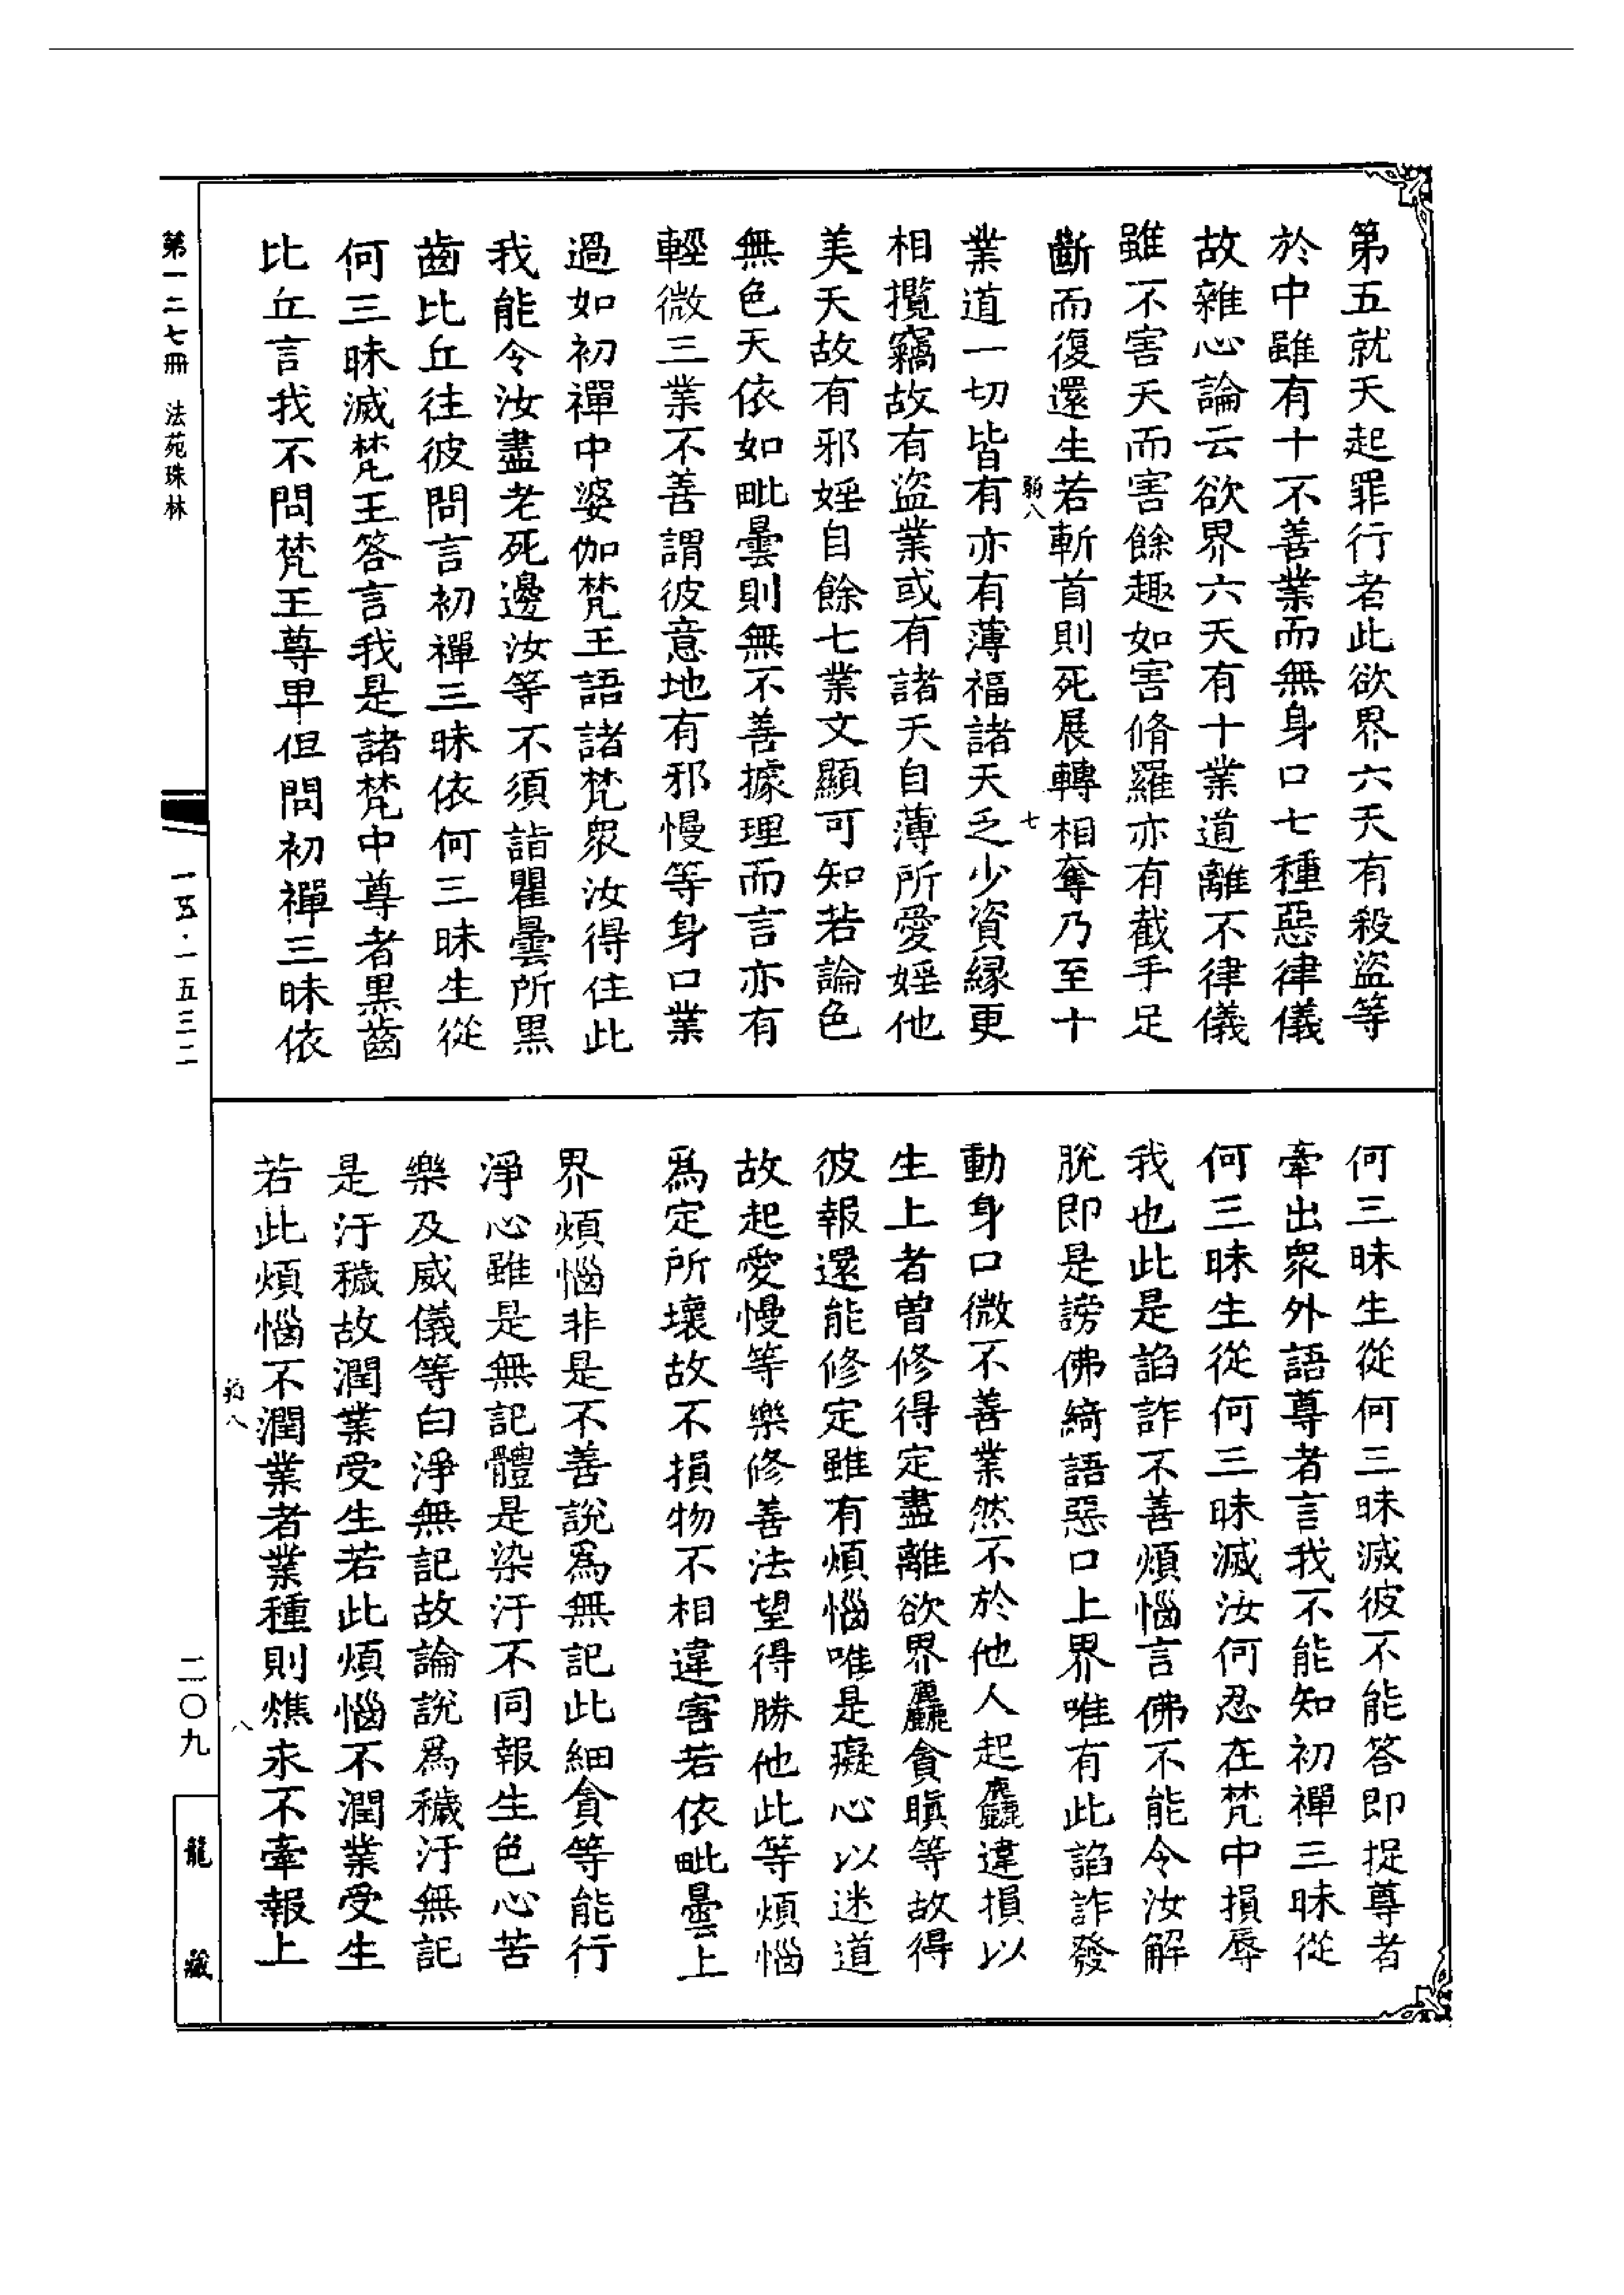 第五就天起罪行者此欲界六天有殺盜等
於中雖有十不善業而無身口七種惡律儀
故雜心論云欲界六天有十業道離不律儀
雖不害天而害餘趣如害脩羅亦有截手足
斷而復還生若斬首則死展轉相奪乃至十
弱八
七
業道一切皆有亦有薄福諸天乏少資緣更
相攬竊故有盜業或有諸天自薄所愛婬他
美天故有邪婬自餘七業文顯可知若論色
無色天依如毗曇則無不善據理而言亦有
輕微三業不善謂彼意地有邪慢等身口業
過如初禪中婆伽梵王語諸梵眾汝得住此
我能令汝盡老死邊汝等不須詣瞿曇所黑
齒比丘往彼問言初禪三昧依何三昧生從
何三昧滅梵王答言我是諸梵中尊者黑齒
比丘言我不問梵王尊卑但問初禪三昧依
何三昧生從何三昧滅彼不能答即捉尊者
牽出眾外語尊者言我不能知初禪三昧從
何三昧生從何三昧滅汝何忍在梵中損辱
我也此是諂詐不善煩惱言佛不能令汝解
脫即是謗佛綺語惡口上界唯有此諂詐發
動身口微不善業然不於他人起麤違損以
生上者曾修得定盡離欲界麤貪瞋等故得
彼報還能修定雖有煩惱唯是癡心以迷道
故起愛慢等樂修善法望得勝他此等煩惱
為定所壞故不損物不相違害若依毗曇上
界煩惱非是不善說為無記此細貪等能行
淨心雖是無記體是染汙不同報生色心苦
樂及威儀等白淨無記故論說為穢汙無記
是汙穢故潤業受生若此煩惱不潤業受生
若此煩惱不潤業者業種則燋永不牽報上
弱八
八
第一二七冊 法苑珠林
一五·一五三二
二〇九
龍藏